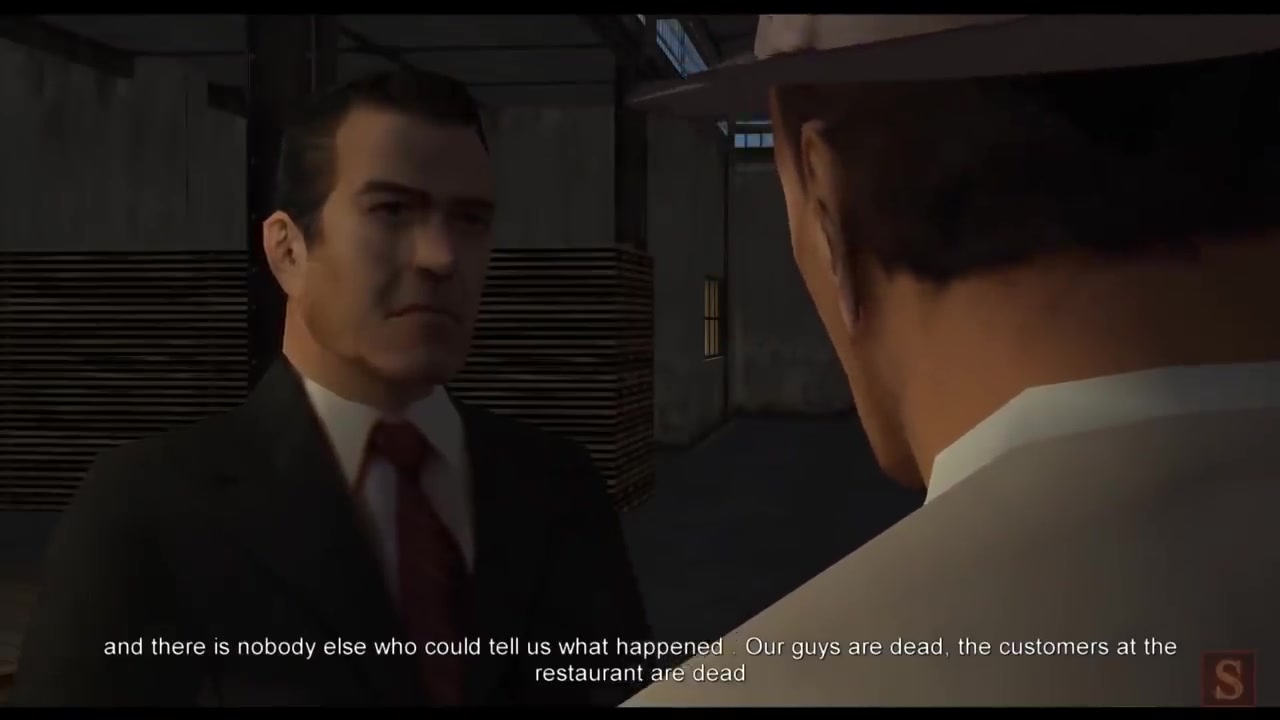 and there is nobody else who could tell us what happened . Our guys are dead, the customers at the
restaurant are dead
S